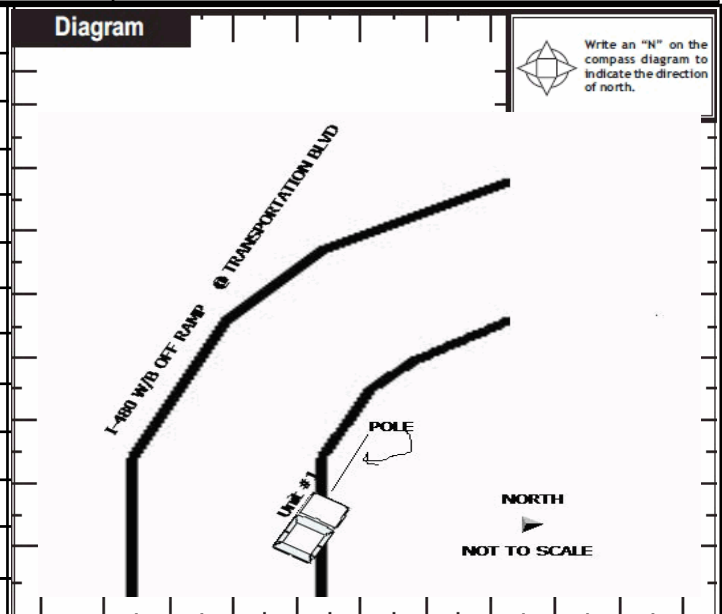 Diagram
Write an “N” on the
compass diagram to
indicate the direction
of north.
I-480 W/B OFF RAMP @ TRANSPORTATION BLVD
POLE
Unit #1
NORTH
NOT TO SCALE